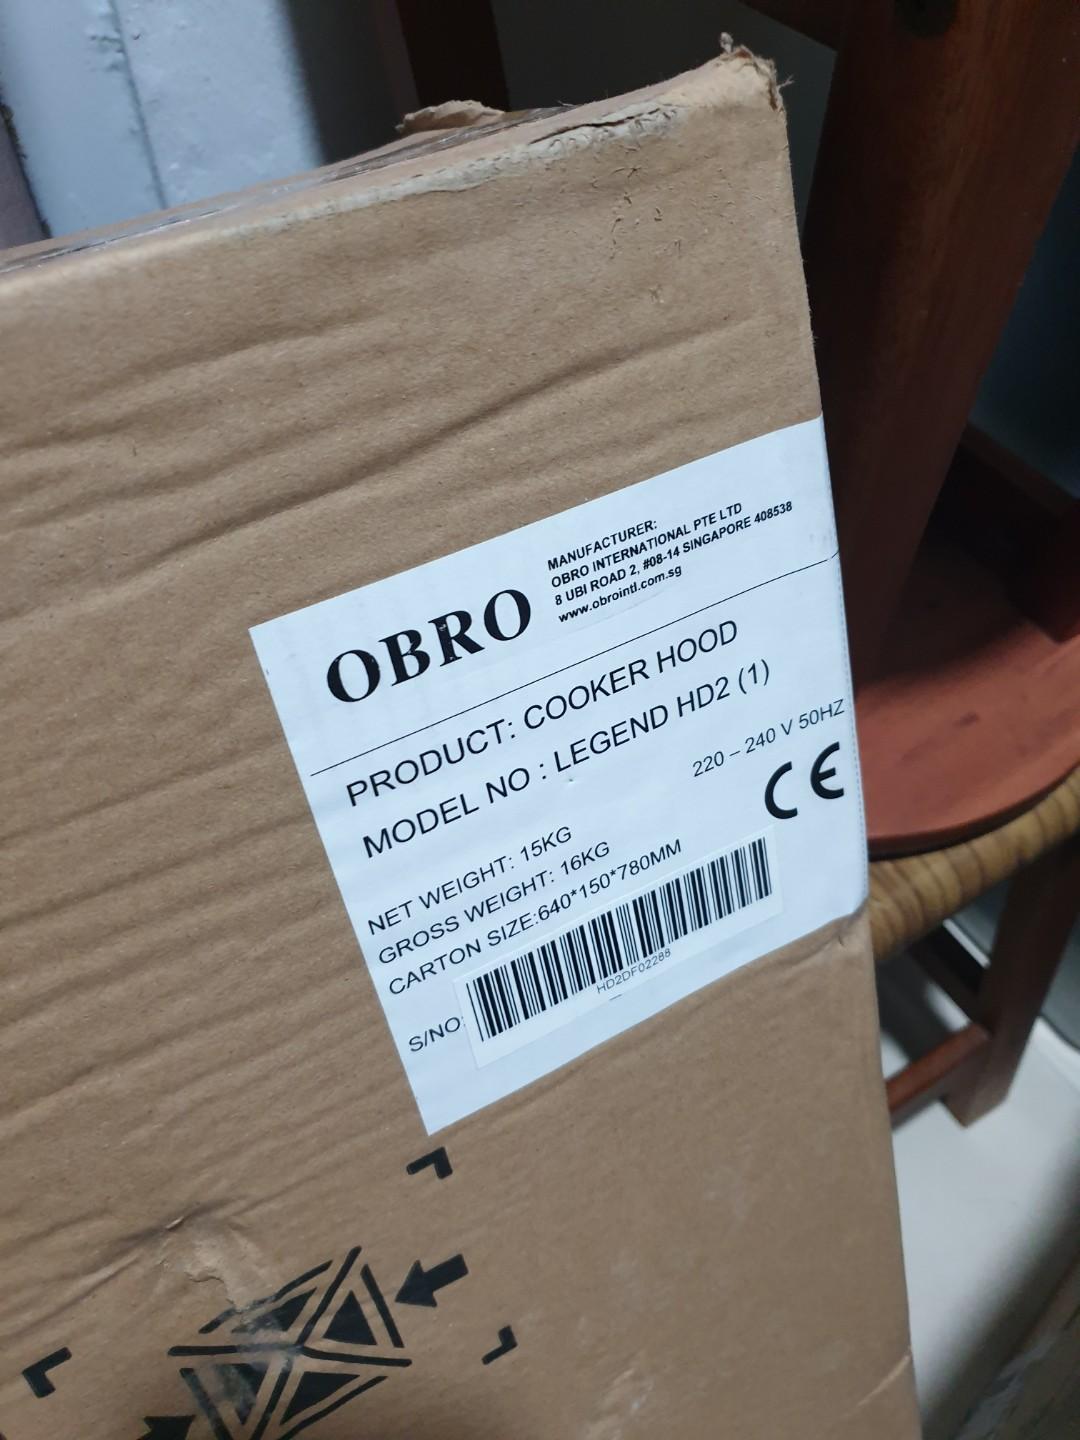 OBRO
MANUFACTURER:
OBRO INTERNATIONAL PTE LTD
8 UBI ROAD 2, #08-14 SINGAPORE 408538
www.obrointl.com.sg
PRODUCT: COOKER HOOD
MODEL NO : LEGEND HD2 (1)
220 – 240 V 50HZ
CE
NET WEIGHT: 15KG
GROSS WEIGHT: 16KG
CARTON SIZE:640*150*780MM
S/NO:
HD2DF02288